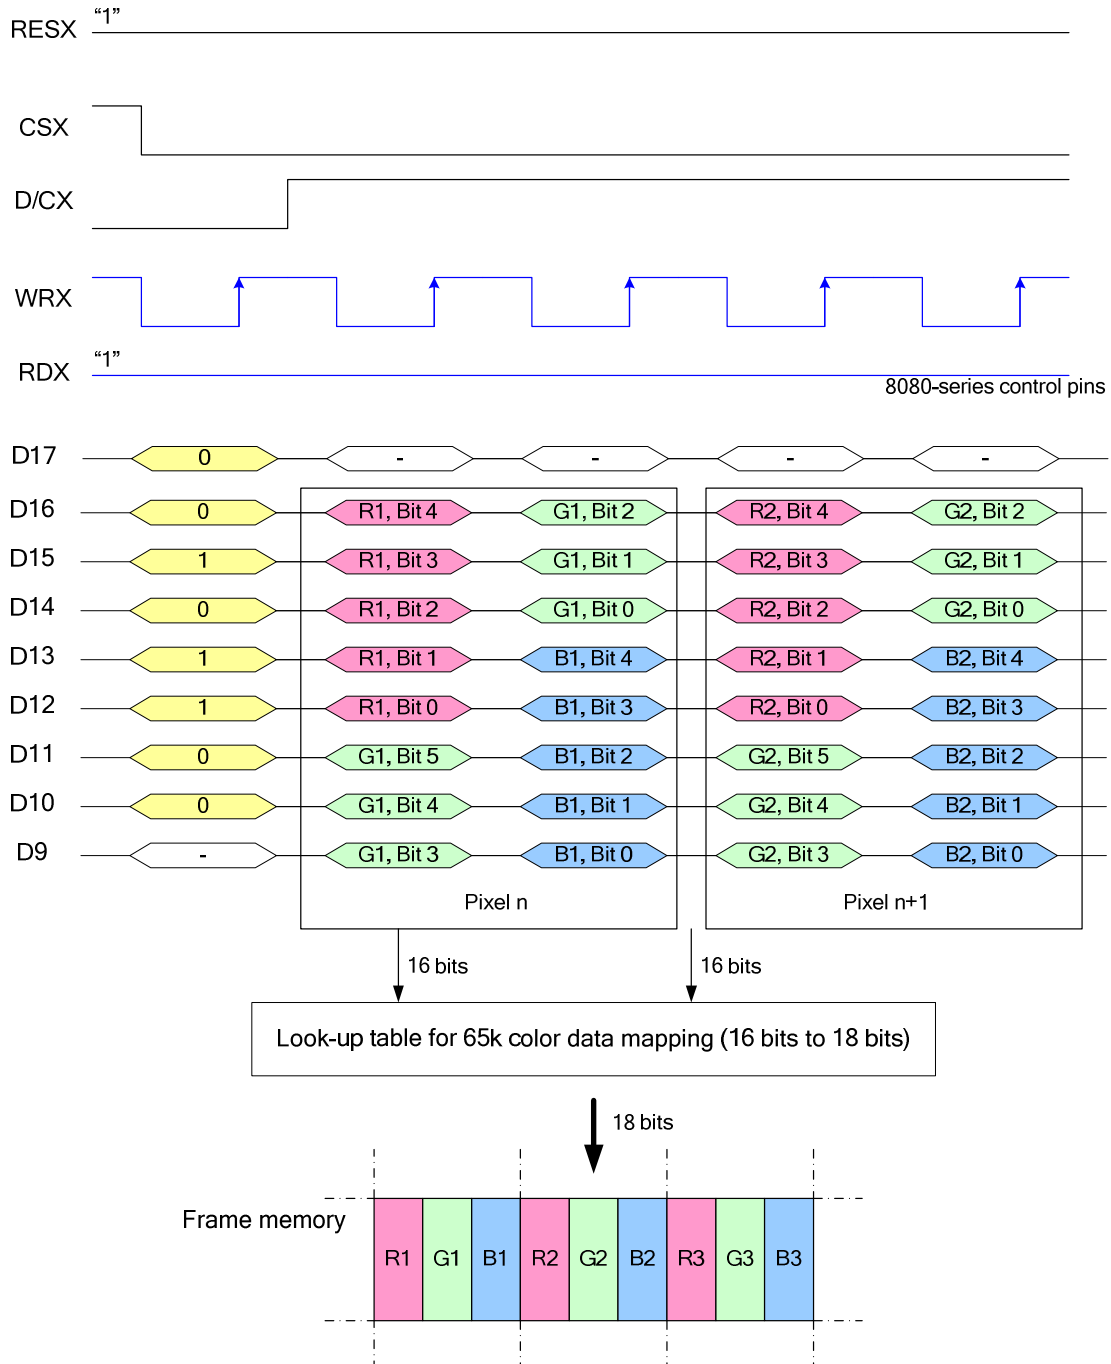 RESX “1”
CSX
D/CX
WRX
RDX “1”
8080-series control pins
D17 0 - - - -
D16 0 R1, Bit 4 G1, Bit 2 R2, Bit 4 G2, Bit 2
D15 1 R1, Bit 3 G1, Bit 1 R2, Bit 3 G2, Bit 1
D14 0 R1, Bit 2 G1, Bit 0 R2, Bit 2 G2, Bit 0
D13 1 R1, Bit 1 B1, Bit 4 R2, Bit 1 B2, Bit 4
D12 1 R1, Bit 0 B1, Bit 3 R2, Bit 0 B2, Bit 3
D11 0 G1, Bit 5 B1, Bit 2 G2, Bit 5 B2, Bit 2
D10 0 G1, Bit 4 B1, Bit 1 G2, Bit 4 B2, Bit 1
D9 - G1, Bit 3 B1, Bit 0 G2, Bit 3 B2, Bit 0
Pixel n Pixel n+1
16 bits 16 bits
Look-up table for 65k color data mapping (16 bits to 18 bits)
18 bits
Frame memory
R1 G1 B1 R2 G2 B2 R3 G3 B3